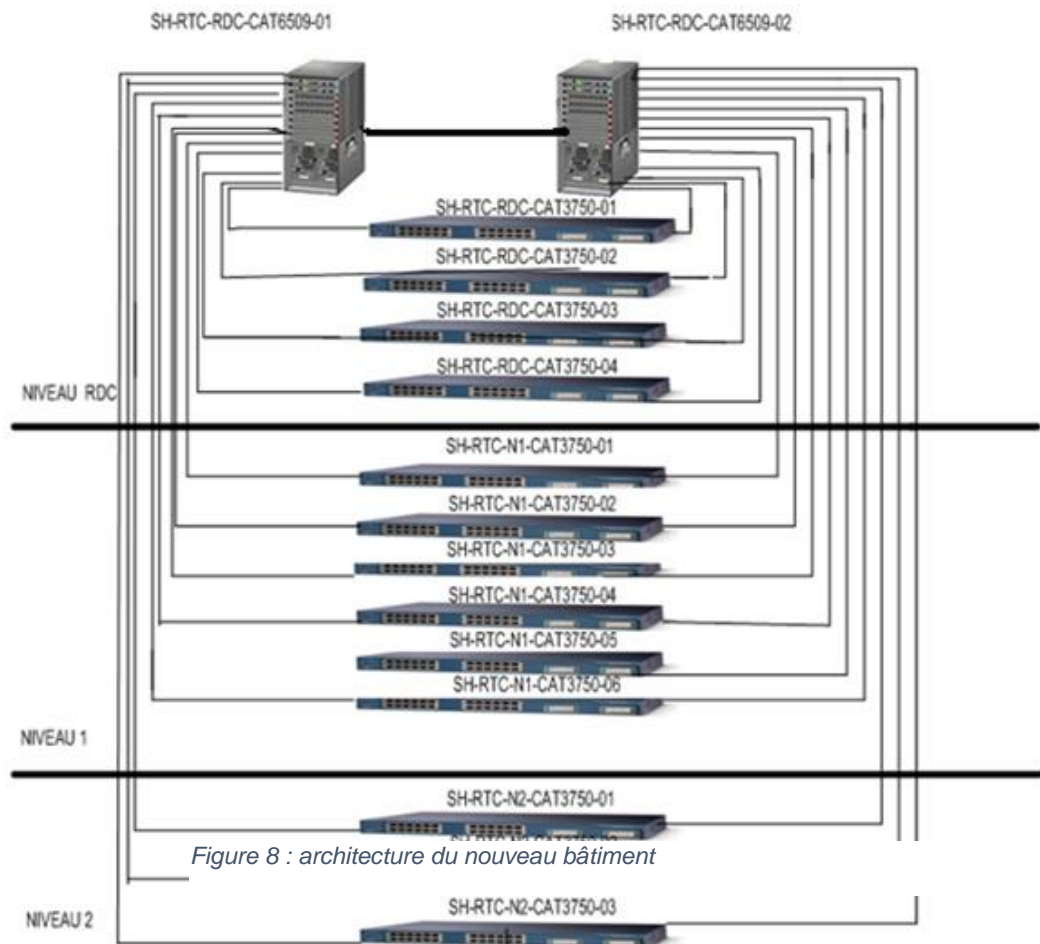 SH-RTC-RDC-CAT6509-01
SH-RTC-RDC-CAT6509-02
SH-RTC-RDC-CAT3750-01
SH-RTC-RDC-CAT3750-02
SH-RTC-RDC-CAT3750-03
SH-RTC-RDC-CAT3750-04
NIVEAU RDC
SH-RTC-N1-CAT3750-01
SH-RTC-N1-CAT3750-02
SH-RTC-N1-CAT3750-03
SH-RTC-N1-CAT3750-04
SH-RTC-N1-CAT3750-05
SH-RTC-N1-CAT3750-06
NIVEAU 1
SH-RTC-N2-CAT3750-01
Figure 8 : architecture du nouveau bâtiment
SH-RTC-N2-CAT3750-03
NIVEAU 2